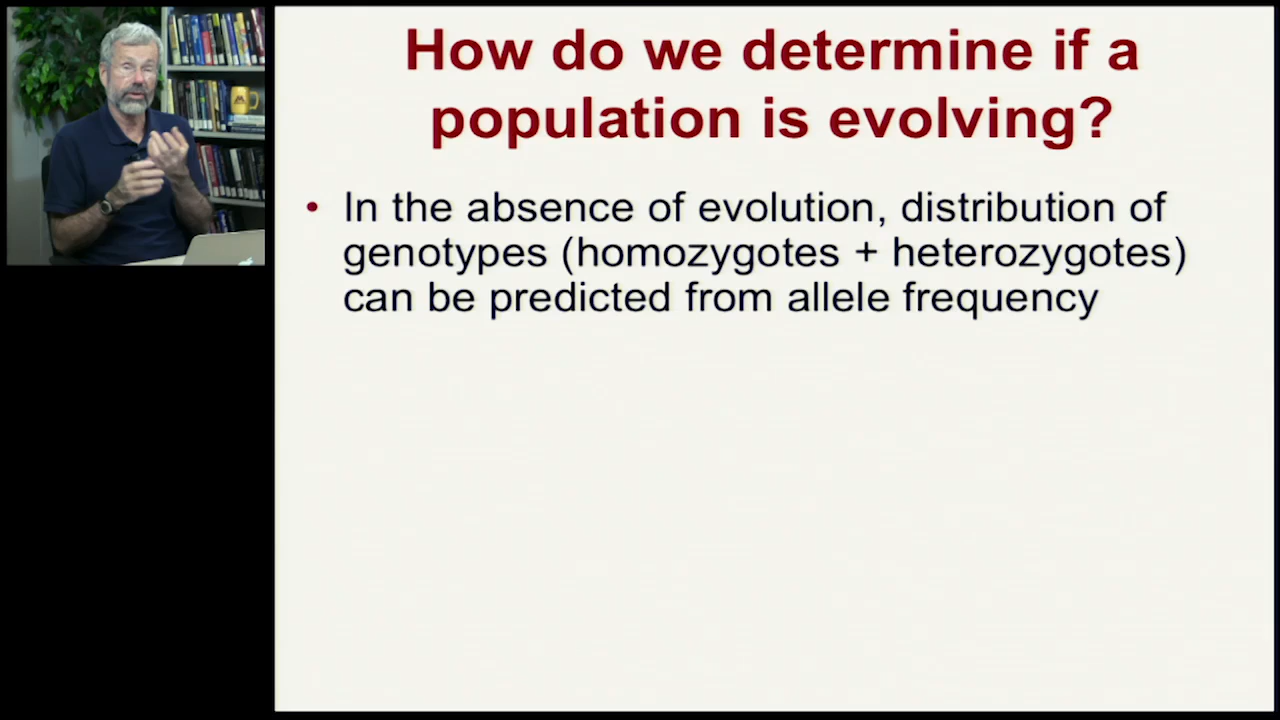 How do we determine if a
population is evolving?
• In the absence of evolution, distribution of
genotypes (homozygotes + heterozygotes)
can be predicted from allele frequency